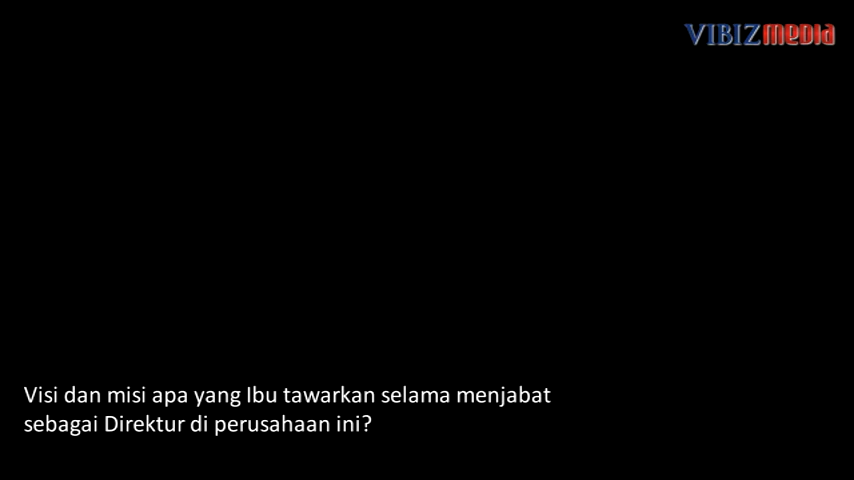 VIBIZMEDIA
Visi dan misi apa yang Ibu tawarkan selama menjabat
sebagai Direktur di perusahaan ini?